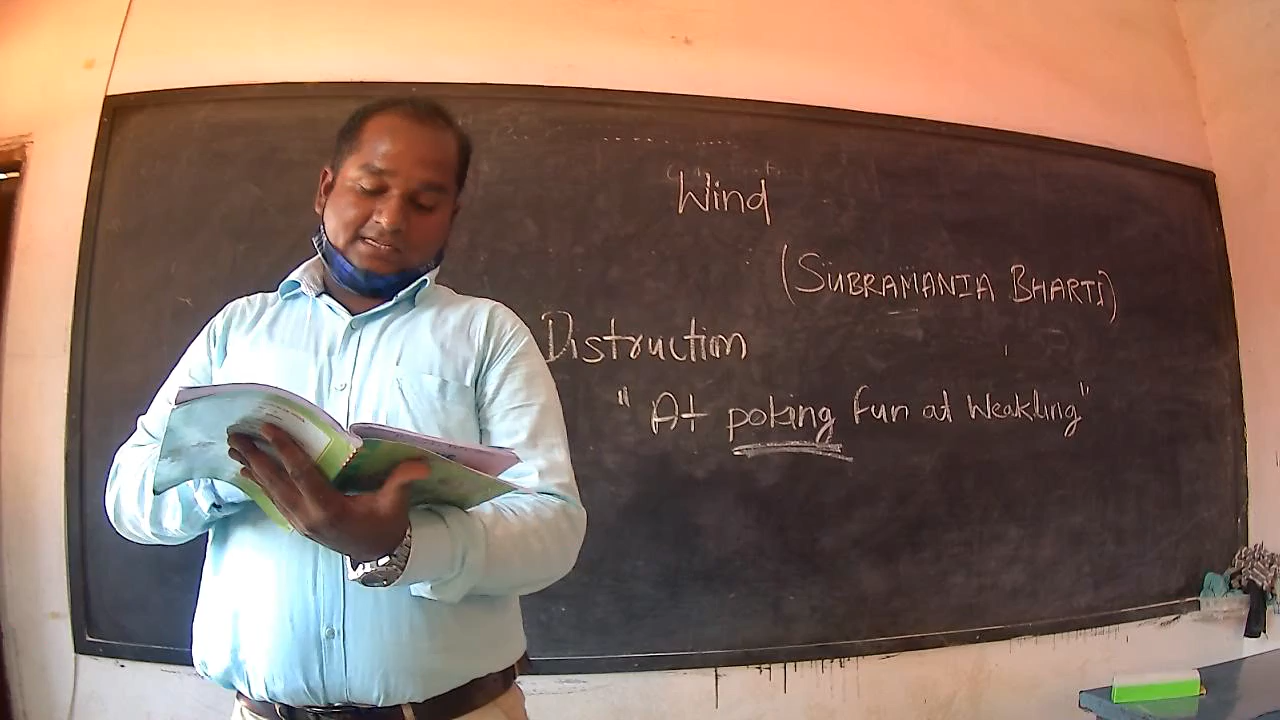 Wind
(SUBRAMANIA BHARTI)
Distruction
"At poking fun at Weakling"